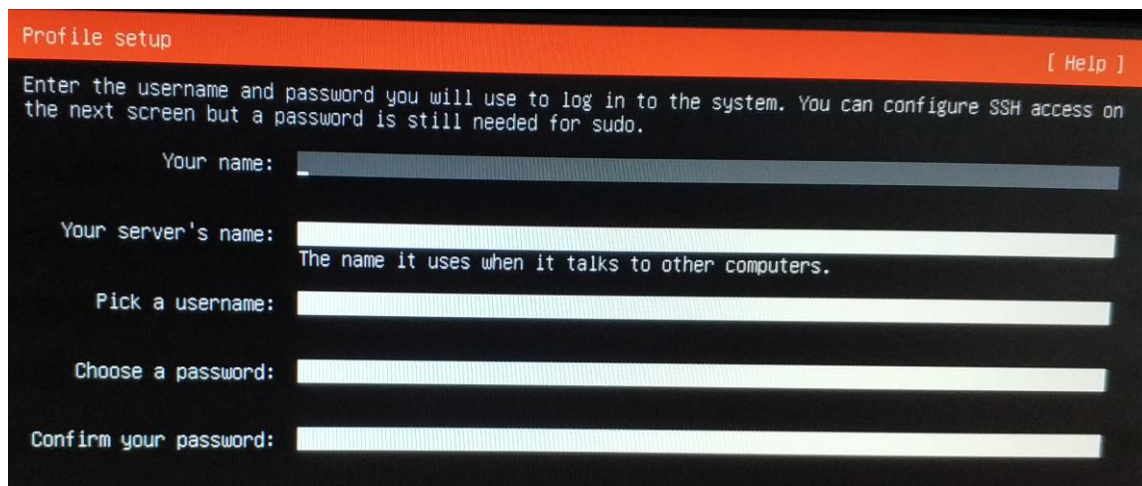 Profile setup
[ Help ]
Enter the username and password you will use to log in to the system. You can configure SSH access on
the next screen but a password is still needed for sudo.
Your name:
Your server's name:
The name it uses when it talks to other computers.
Pick a username:
Choose a password:
Confirm your password: